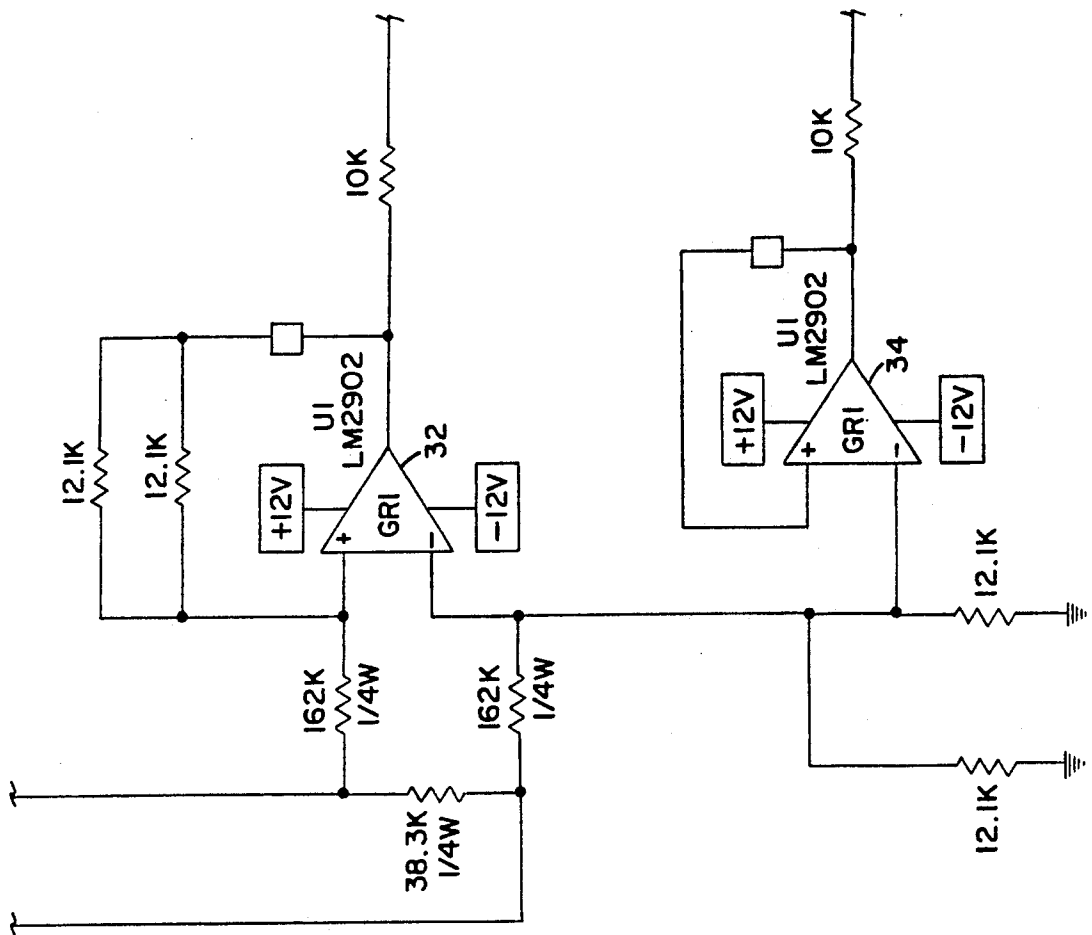 12.1K
12.1K
10K
U1
LM2902
32
+12V
+
GR1
-
-12V
162K
1/4W
162K
1/4W
38.3K
1/4W
10K
U1
LM2902
34
+12V
+
GR1
-
-12V
12.1K
12.1K